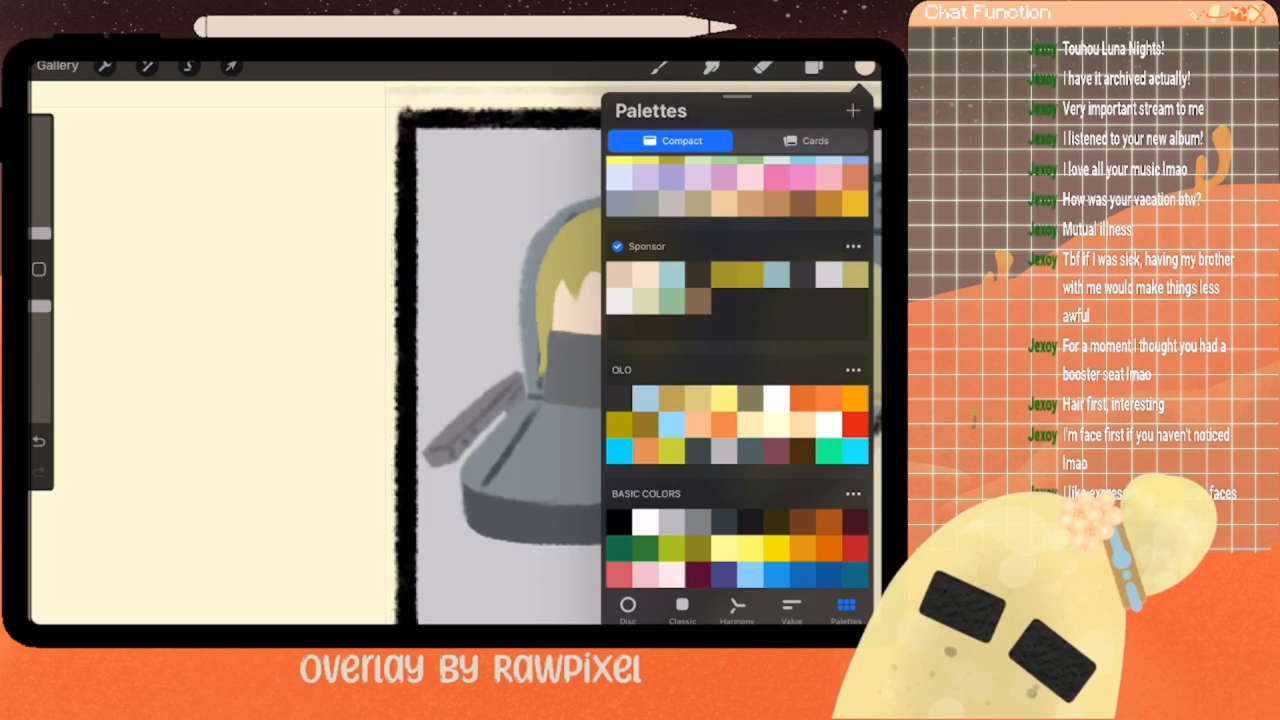 Chat Function
Gallery
Palettes
Compact
Cards
Sponsor
OLO
BASIC COLORS
Disc
Classic
Harmony
Value
Palettes
Jexoy Touhou Luna Nights!
Jexoy I have it archived actually!
Jexoy Very important stream to me
Jexoy I listened to your new album!
Jexoy I love all your music lmao
Jexoy How was your vacation btw?
Jexoy Mutual illness
Jexoy Tbf if I was sick, having my brother
with me would make things less
awful
Jexoy For a moment I thought you had a
booster seat lmao
Jexoy Hair first, interesting
Jexoy I'm face first if you haven't noticed
lmao
Jexoy I like faces
Overlay by Rawpixel